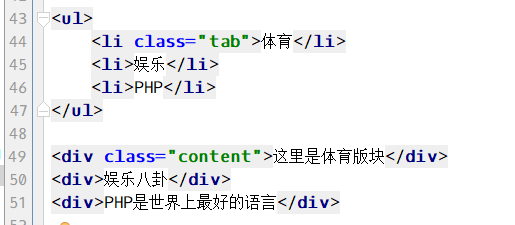 43 <ul>
44 <li class="tab">体育</li>
45 <li>娱乐</li>
46 <li>PHP</li>
47 </ul>
48
49 <div class="content">这里是体育版块</div>
50 <div>娱乐八卦</div>
51 <div>PHP是世界上最好的语言</div>